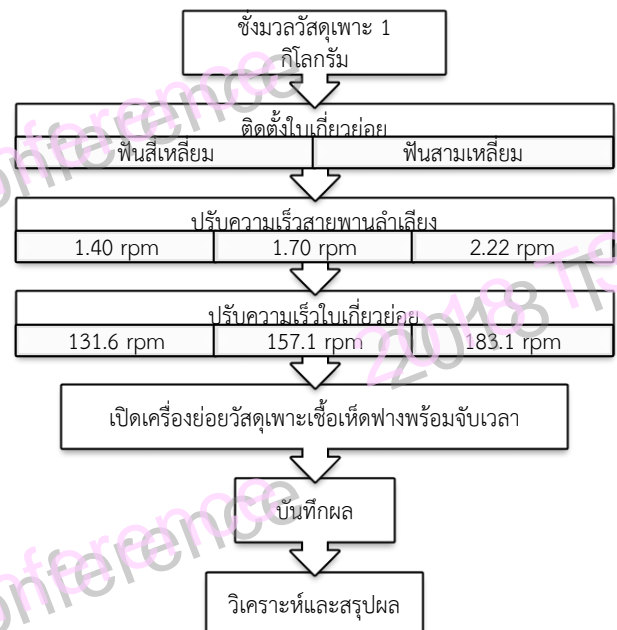 ชั่งมวลวัสดุเพาะ 1
กิโลกรัม
ติดตั้งใบเกี่ยวย่อย
ฟันสี่เหลี่ยม ฟันสามเหลี่ยม
ปรับความเร็วสายพานลำเลียง
1.40 rpm 1.70 rpm 2.22 rpm
ปรับความเร็วใบเกี่ยวย่อย
131.6 rpm 157.1 rpm 183.1 rpm
เปิดเครื่องย่อยวัสดุเพาะเชื้อเห็ดฟางพร้อมจับเวลา
บันทึกผล
วิเคราะห์และสรุปผล
onference
2018 TS
onference